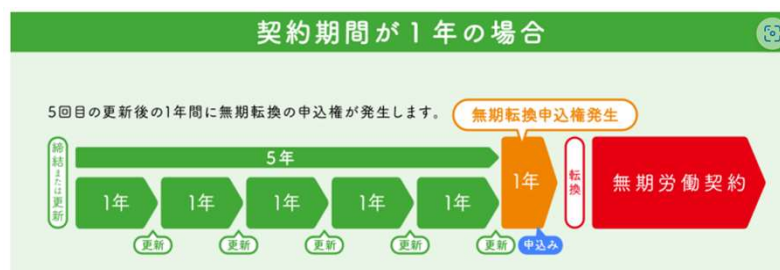 契約期間が1年の場合
5回目の更新後の1年間に無期転換の申込権が発生します。
無期転換申込権発生
締結または更新
5年
1年
1年
1年
1年
1年
1年
転換
無期労働契約
更新
更新
更新
更新
更新
申込み